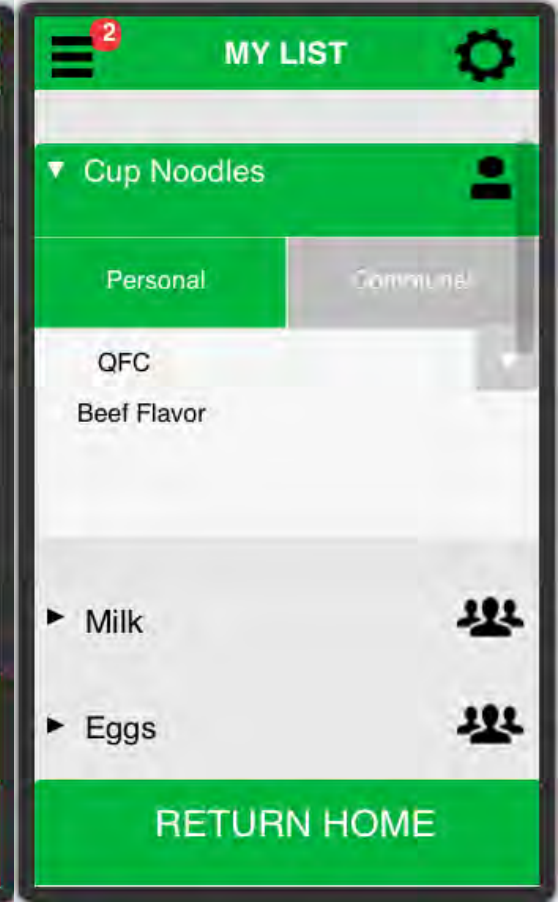 2
MY LIST
Cup Noodles
Personal Communal
QFC
Beef Flavor
Milk
Eggs
RETURN HOME